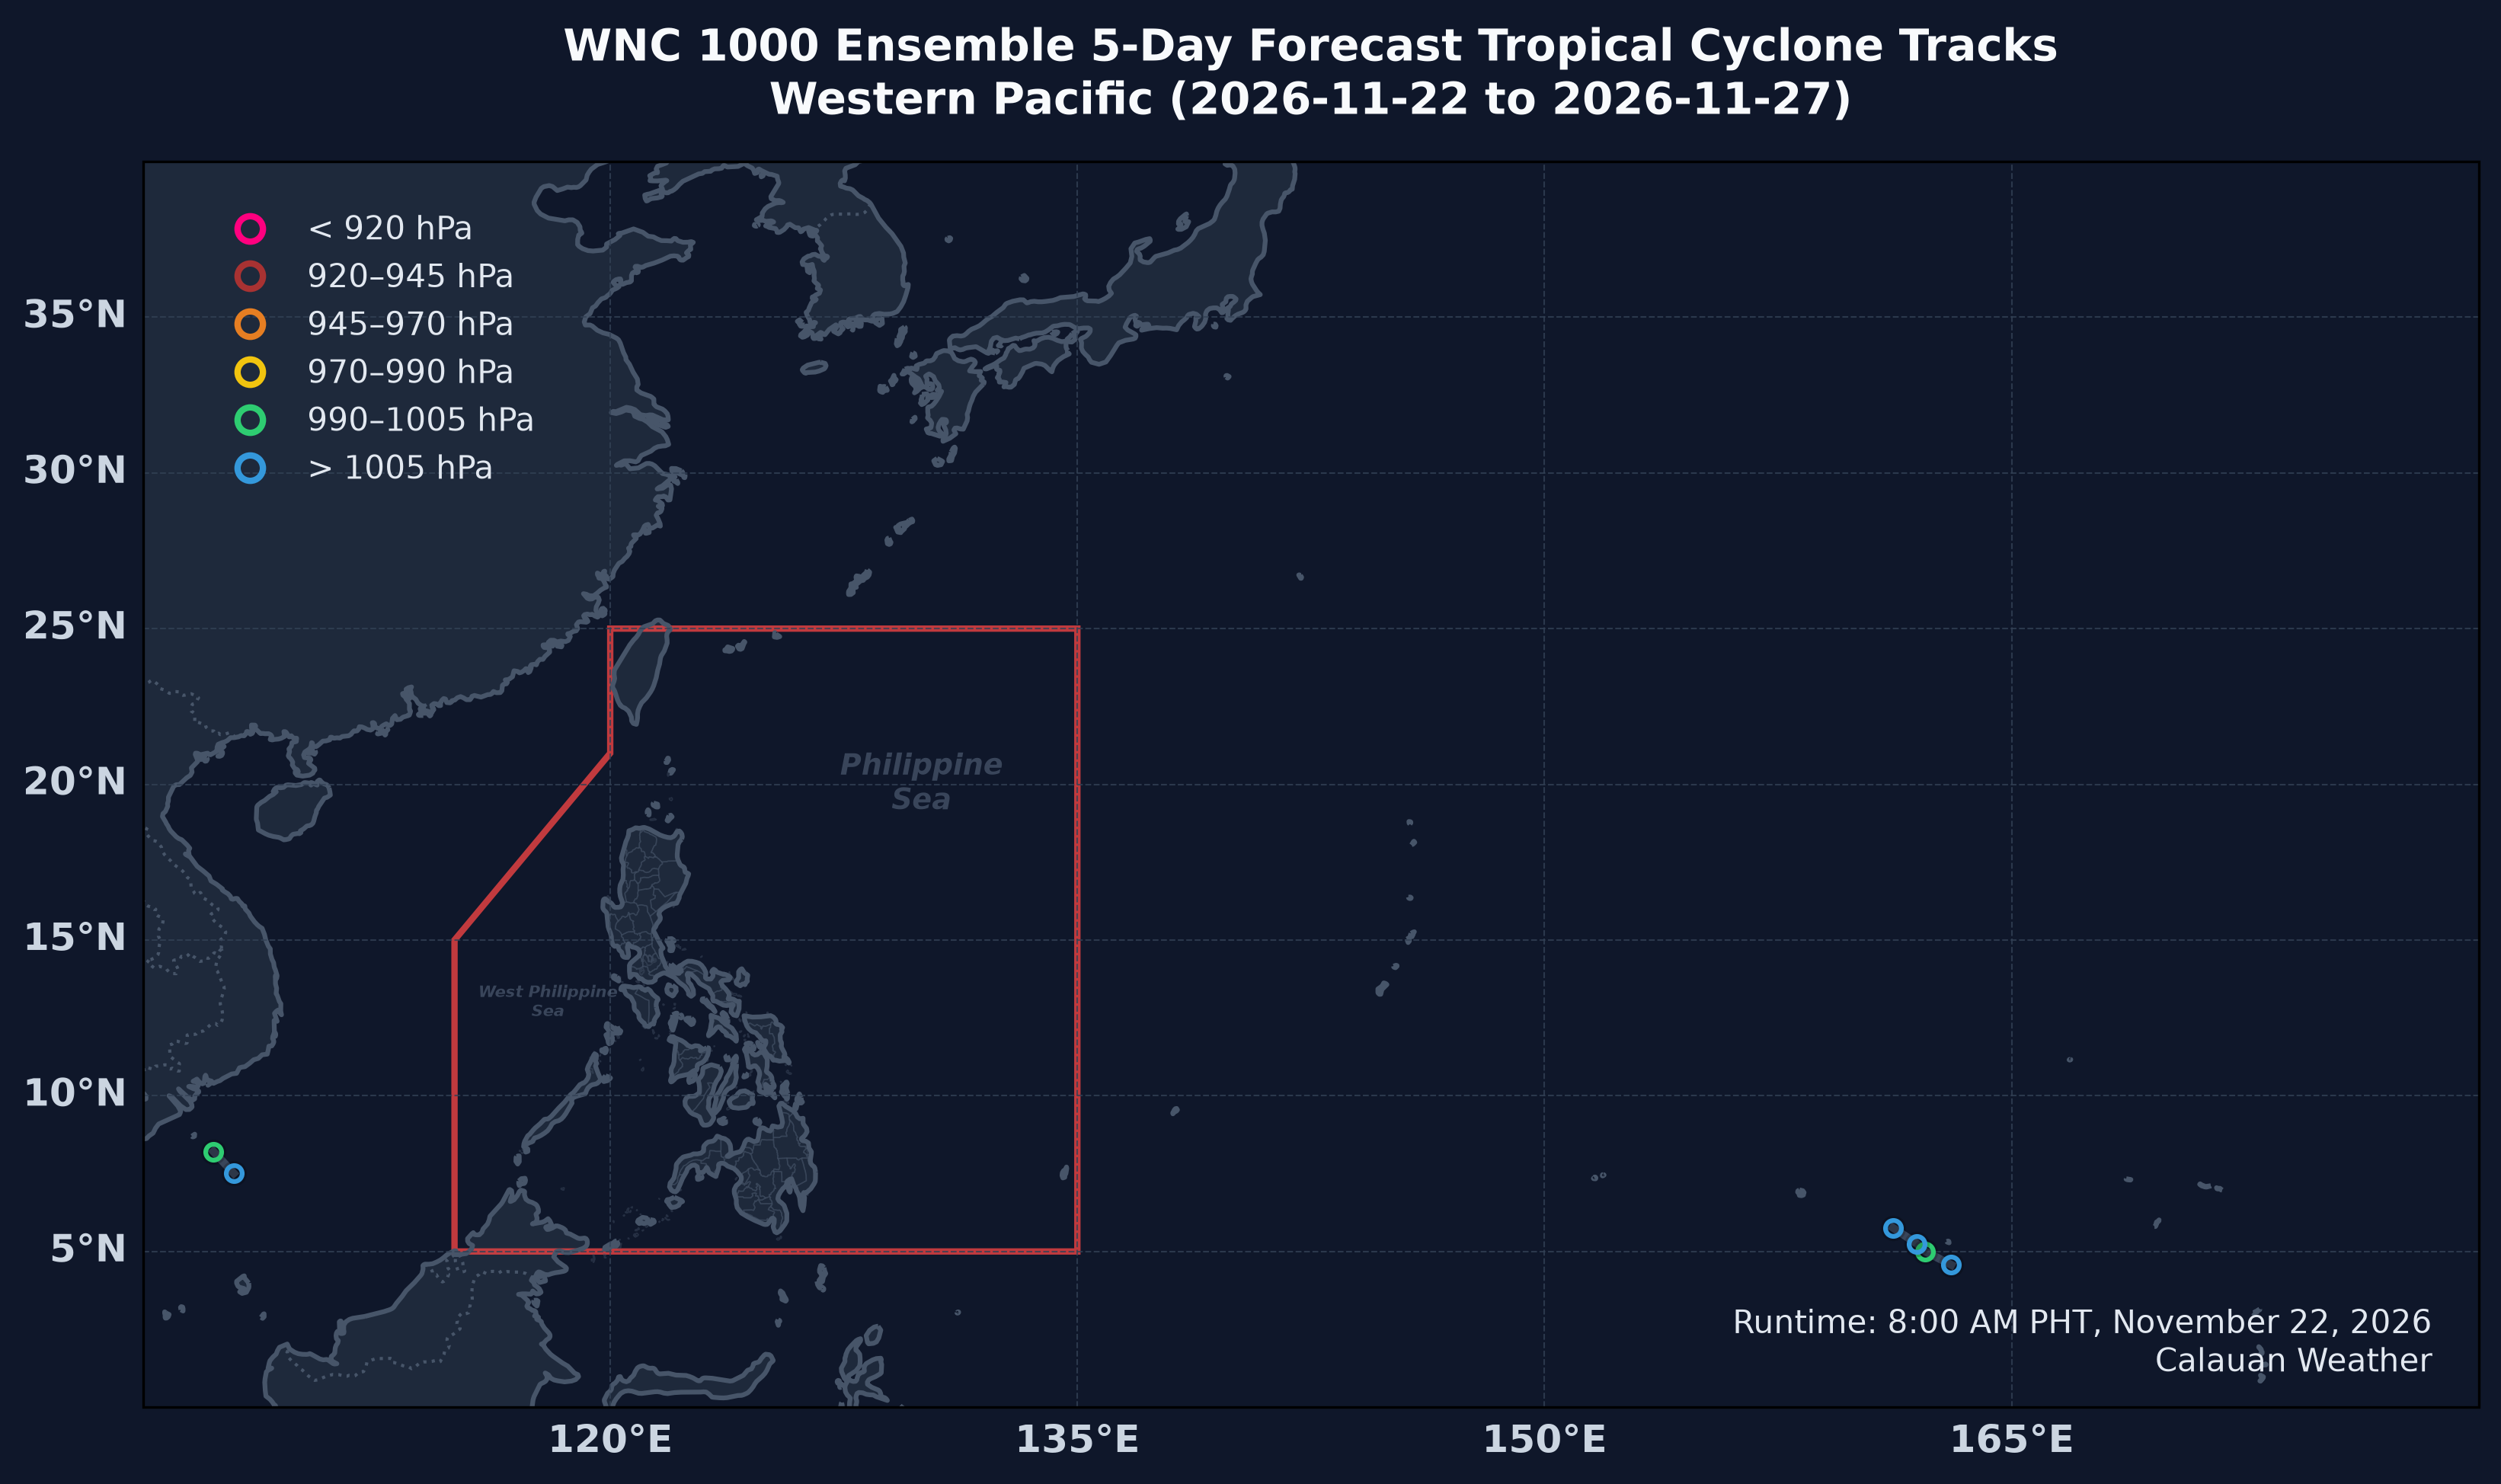 WNC 1000 Ensemble 5-Day Forecast Tropical Cyclone Tracks
Western Pacific (2026-11-22 to 2026-11-27)
< 920 hPa
920–945 hPa
945–970 hPa
970–990 hPa
990–1005 hPa
> 1005 hPa
35°N
30°N
25°N
20°N
15°N
10°N
5°N
Philippine
Sea
West Philippine
Sea
Runtime: 8:00 AM PHT, November 22, 2026
Calauan Weather
120°E
135°E
150°E
165°E